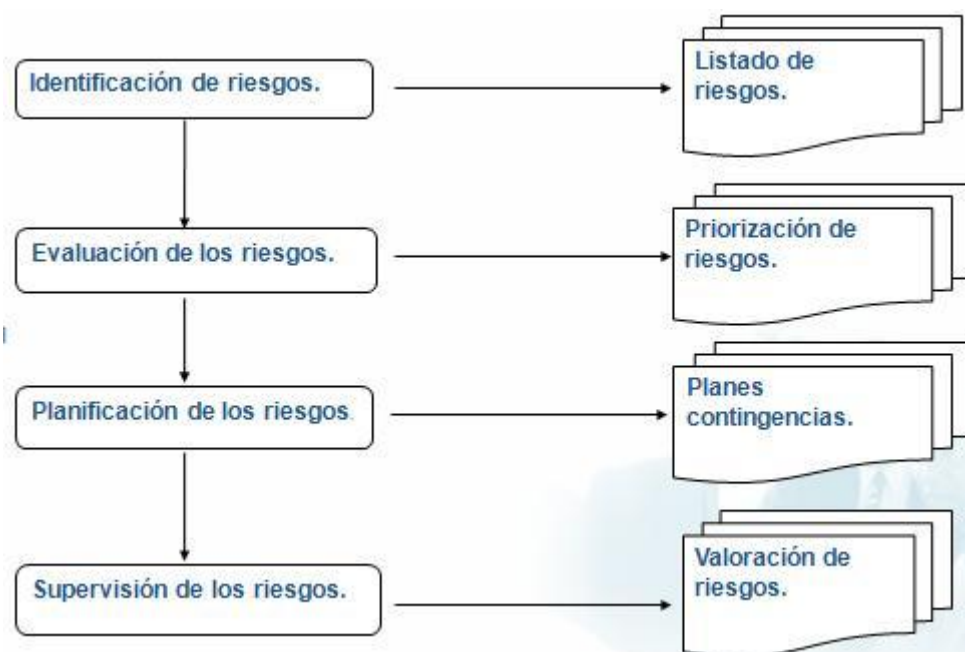 Identificación de riesgos.
Listado de
riesgos.
Evaluación de los riesgos.
Priorización de
riesgos.
Planificación de los riesgos
Planes
contingencias.
Supervisión de los riesgos.
Valoración de
riesgos.